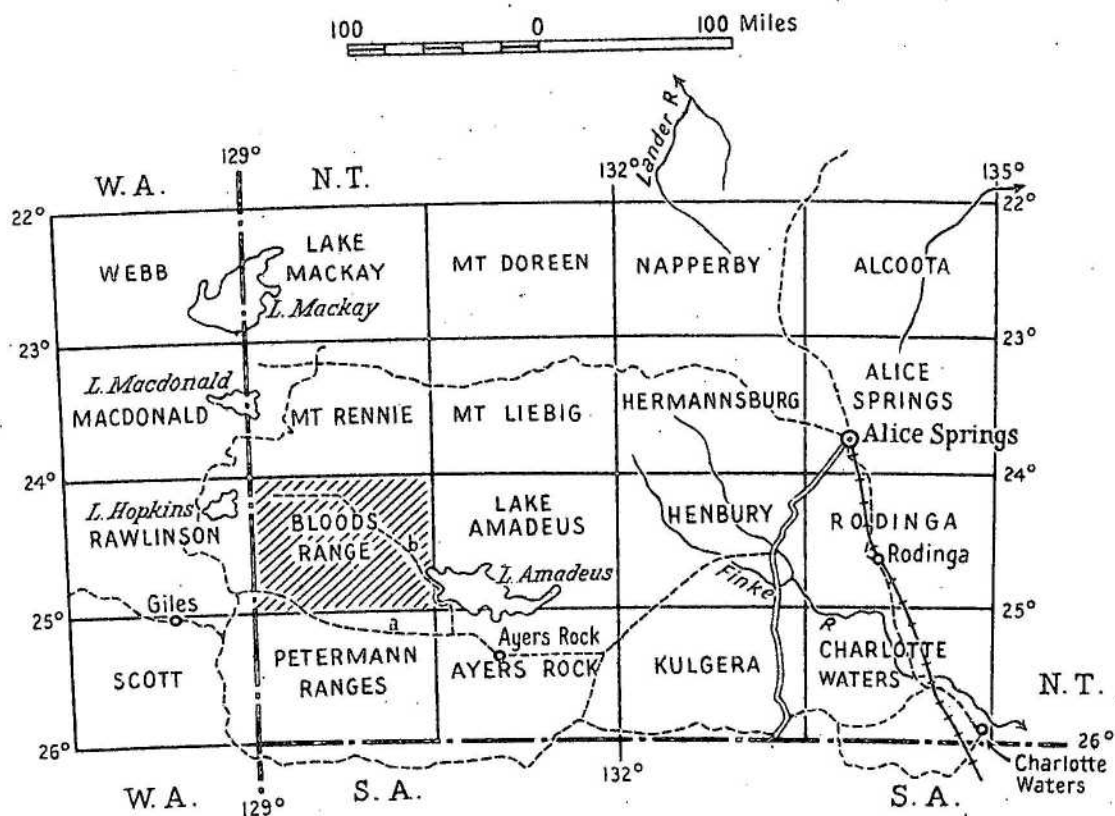 100 0 100 Miles
Lander R
129° 132° 135°
W. A. N.T.
22° 22°
WEBB LAKE MACKAY MT DOREEN NAPPERBY ALCOOTA
L. Mackay
23° 23°
L. Macdonald
MACDONALD MT RENNIE MT LIEBIG HERMANNSBURG ALICE SPRINGS
Alice Springs
24° 24°
L. Hopkins
RAWLINSON BLOODS RANGE LAKE AMADEUS HENBURY RODINGA
b
L. Amadeus
Rodinga
Finke R
25° 25°
Giles
a
Ayers Rock
SCOTT PETERMANN RANGES AYERS ROCK KULGERA CHARLOTTE WATERS
N.T.
26° 26°
132°
Charlotte Waters
W. A. S. A. S. A.
129°